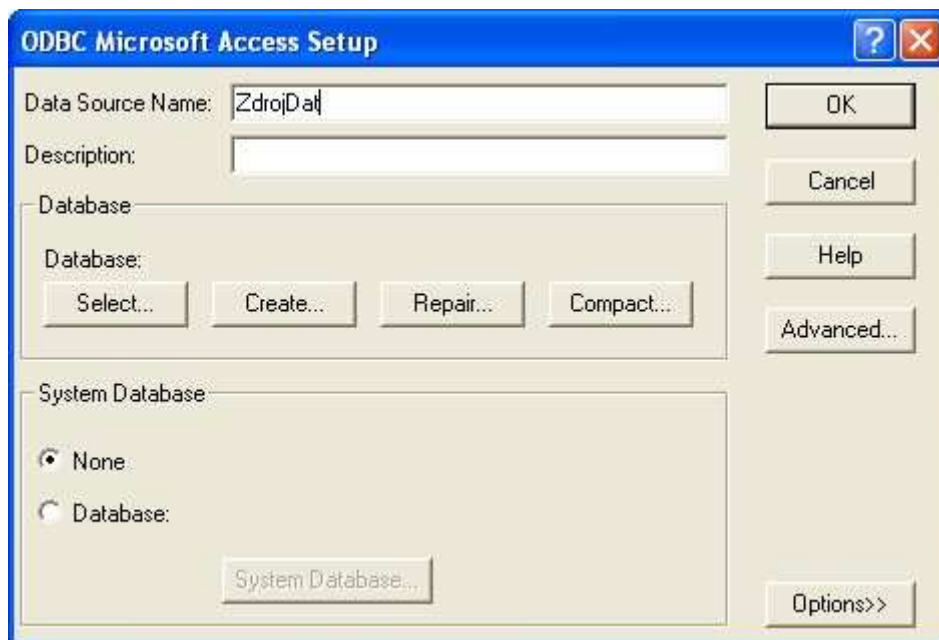 ODBC Microsoft Access Setup
Data Source Name: ZdrojDat
OK
Description:
Cancel
Database
Database:
Help
Select... Create... Repair... Compact...
Advanced...
System Database
None
Database:
System Database...
Options>>